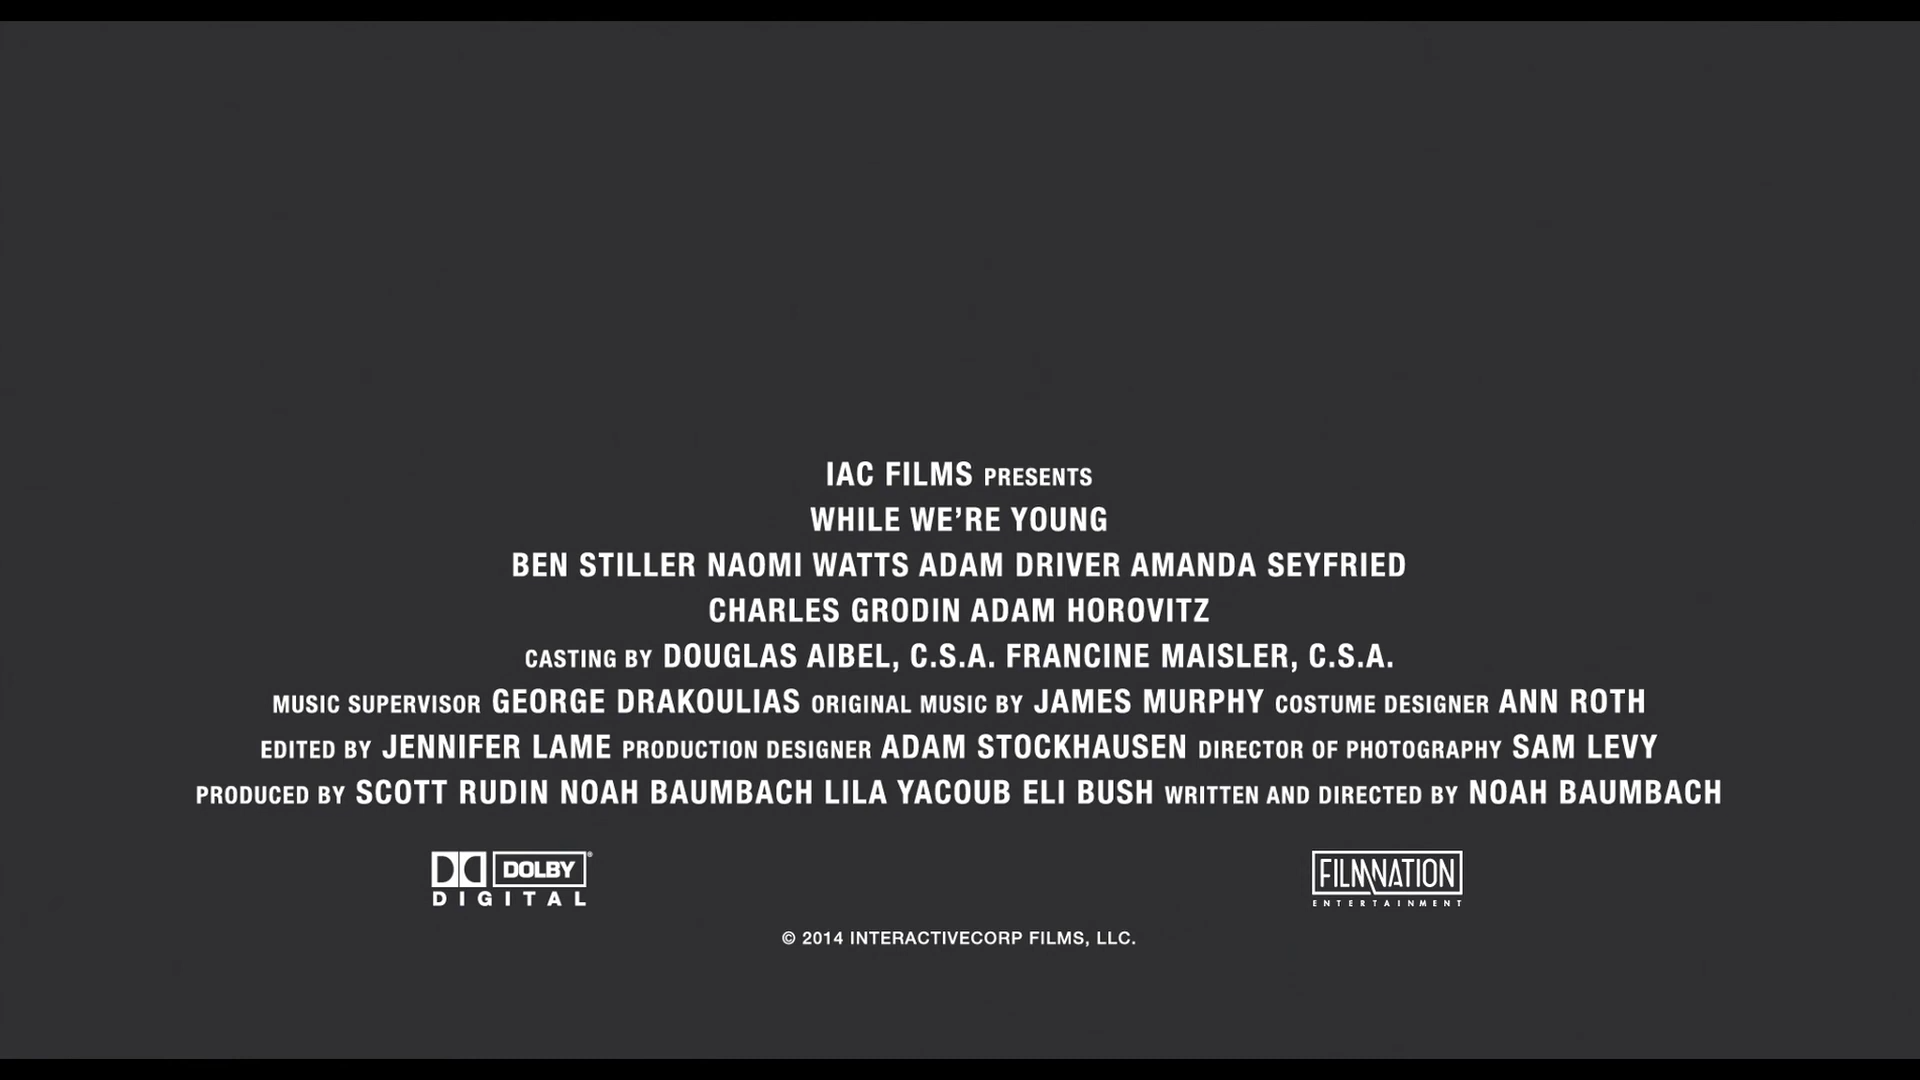 IAC FILMS PRESENTS
WHILE WE’RE YOUNG
BEN STILLER NAOMI WATTS ADAM DRIVER AMANDA SEYFRIED
CHARLES GRODIN ADAM HOROVITZ
CASTING BY DOUGLAS AIBEL, C.S.A. FRANCINE MAISLER, C.S.A.
MUSIC SUPERVISOR GEORGE DRAKOULIAS ORIGINAL MUSIC BY JAMES MURPHY COSTUME DESIGNER ANN ROTH
EDITED BY JENNIFER LAME PRODUCTION DESIGNER ADAM STOCKHAUSEN DIRECTOR OF PHOTOGRAPHY SAM LEVY
PRODUCED BY SCOTT RUDIN NOAH BAUMBACH LILA YACOUB ELI BUSH WRITTEN AND DIRECTED BY NOAH BAUMBACH
DOLBY®
DIGITAL
FILMNATION
ENTERTAINMENT
© 2014 INTERACTIVECORP FILMS, LLC.